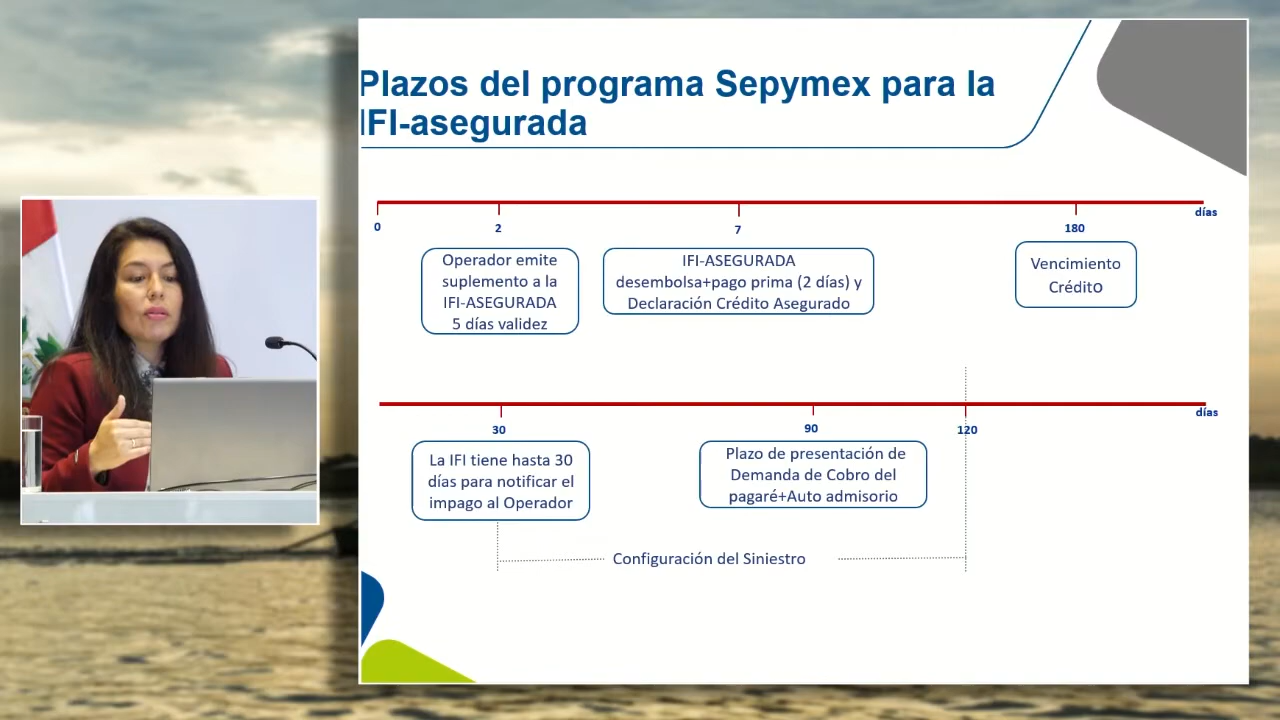 Plazos del programa Sepymex para la
IFI-asegurada
días
0
2
7
180
Operador emite
suplemento a la
IFI-ASEGURADA
5 días validez
IFI-ASEGURADA
desembolsa+pago prima (2 días) y
Declaración Crédito Asegurado
Vencimiento
Crédito
días
30
90
120
La IFI tiene hasta 30
días para notificar el
impago al Operador
Plazo de presentación de
Demanda de Cobro del
pagaré+Auto admisorio
Configuración del Siniestro